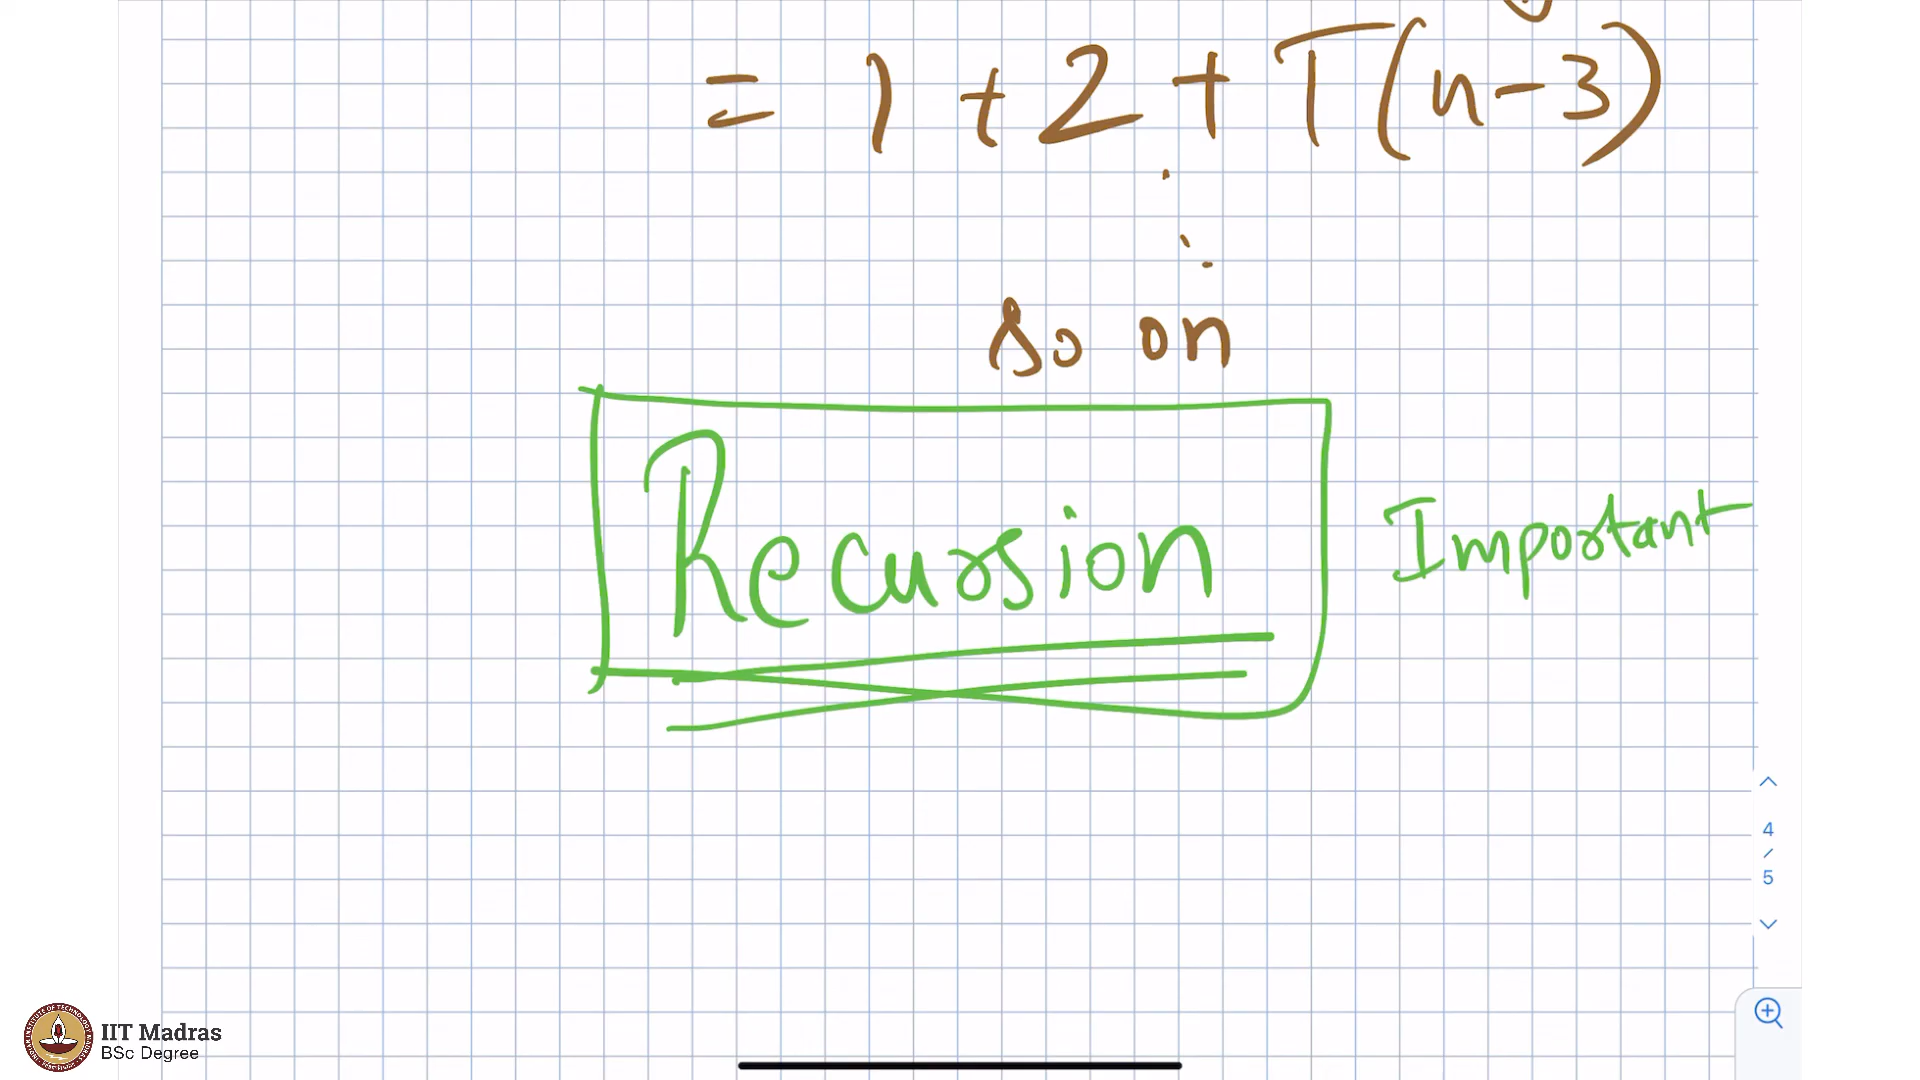 = 1 + 2 + T(n-3)
so on
Recursion
Important
4
/
5
IIT Madras
BSc Degree